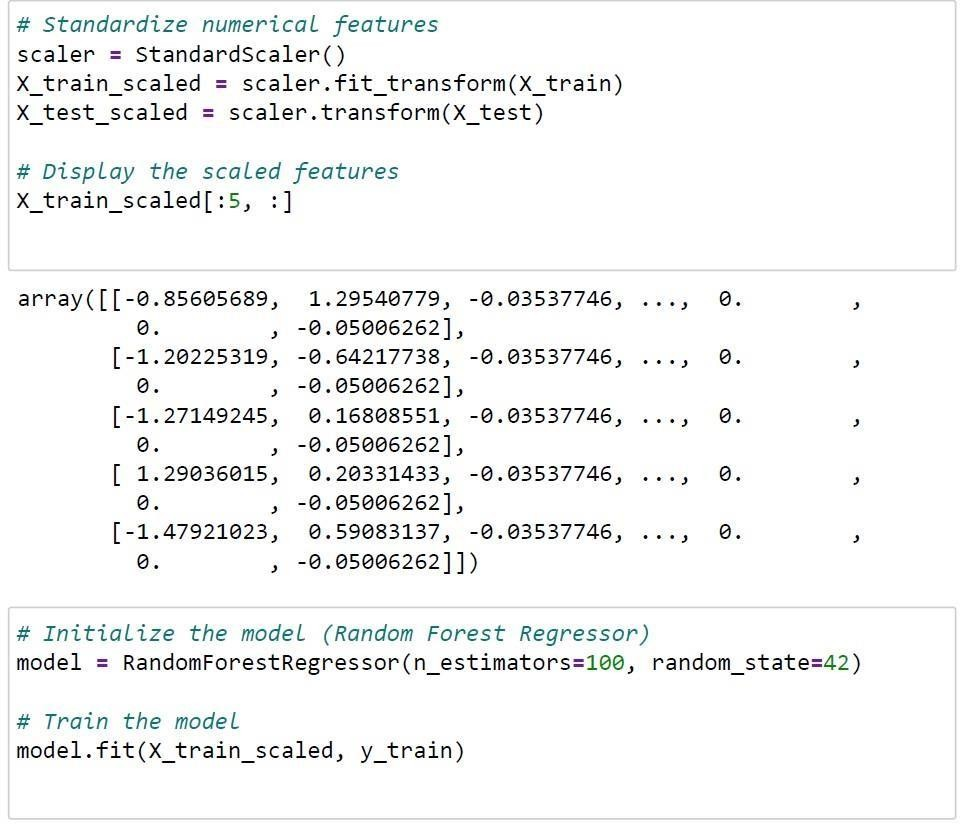 # Standardize numerical features
scaler = StandardScaler()
X_train_scaled = scaler.fit_transform(X_train)
X_test_scaled = scaler.transform(X_test)

# Display the scaled features
X_train_scaled[:5, :]

array([[-0.85605689,  1.29540779, -0.03537746, ...,  0.        ,
         0.        , -0.05006262],
       [-1.20225319, -0.64217738, -0.03537746, ...,  0.        ,
         0.        , -0.05006262],
       [-1.27149245,  0.16808551, -0.03537746, ...,  0.        ,
         0.        , -0.05006262],
       [ 1.29036015,  0.20331433, -0.03537746, ...,  0.        ,
         0.        , -0.05006262],
       [-1.47921023,  0.59083137, -0.03537746, ...,  0.        ,
         0.        , -0.05006262]])

# Initialize the model (Random Forest Regressor)
model = RandomForestRegressor(n_estimators=100, random_state=42)

# Train the model
model.fit(X_train_scaled, y_train)